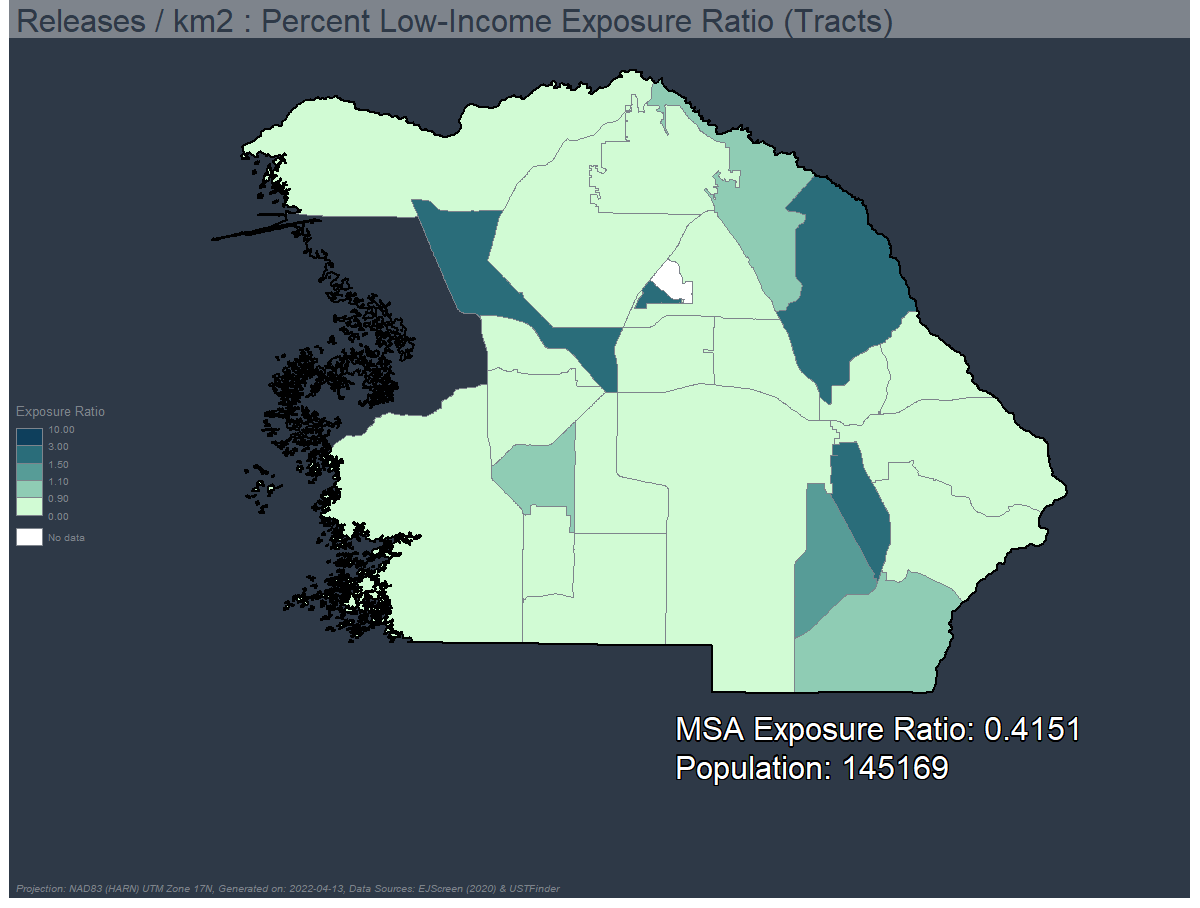 Releases / km2 : Percent Low-Income Exposure Ratio (Tracts)
Exposure Ratio
10.00
3.00
1.50
1.10
0.90
0.00
No data
MSA Exposure Ratio: 0.4151
Population: 145169
Projection: NAD83 (HARN) UTM Zone 17N, Generated on: 2022-04-13, Data Sources: EJScreen (2020) & USTFinder